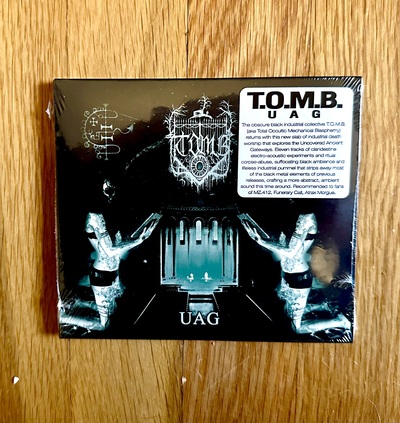 T.O.M.B.
UAG
The obscure black industrial collective T.O.M.B.
(aka Total Occultic Mechanical Blasphemy)
returns with this new slab of industrial death
worship that explores the Uncovered Ancient
Gateways. Eleven tracks of clandestine
electro-acoustic experiments and ritual
corpse-abuse, suffocating black ambience and
illbiess industrial pummel that strips away most
of the black metal elements of previous
releases, crafting a more abstract, ambient
sound this time around. Recommended to fans
of MZ.412, Funerary Call, Atrax Morgue.
T.O.M.B
UAG